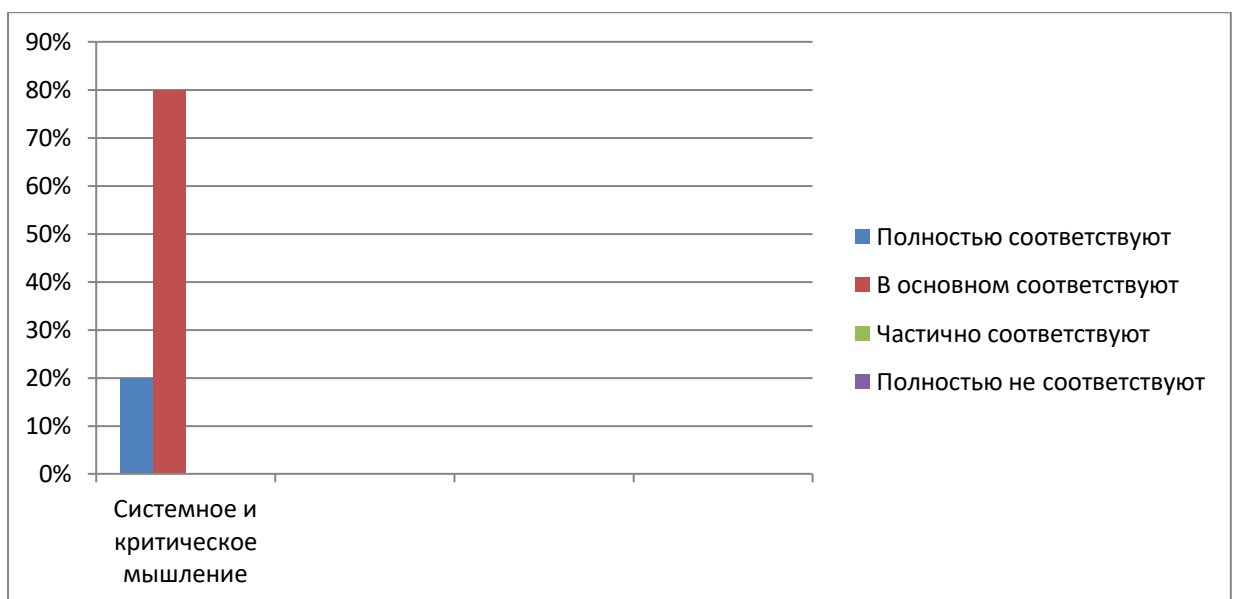 90%
80%
70%
60%
50%
40%
30%
20%
10%
0%
Системное и
критическое
мышление
Полностью соответствуют
В основном соответствуют
Частично соответствуют
Полностью не соответствуют